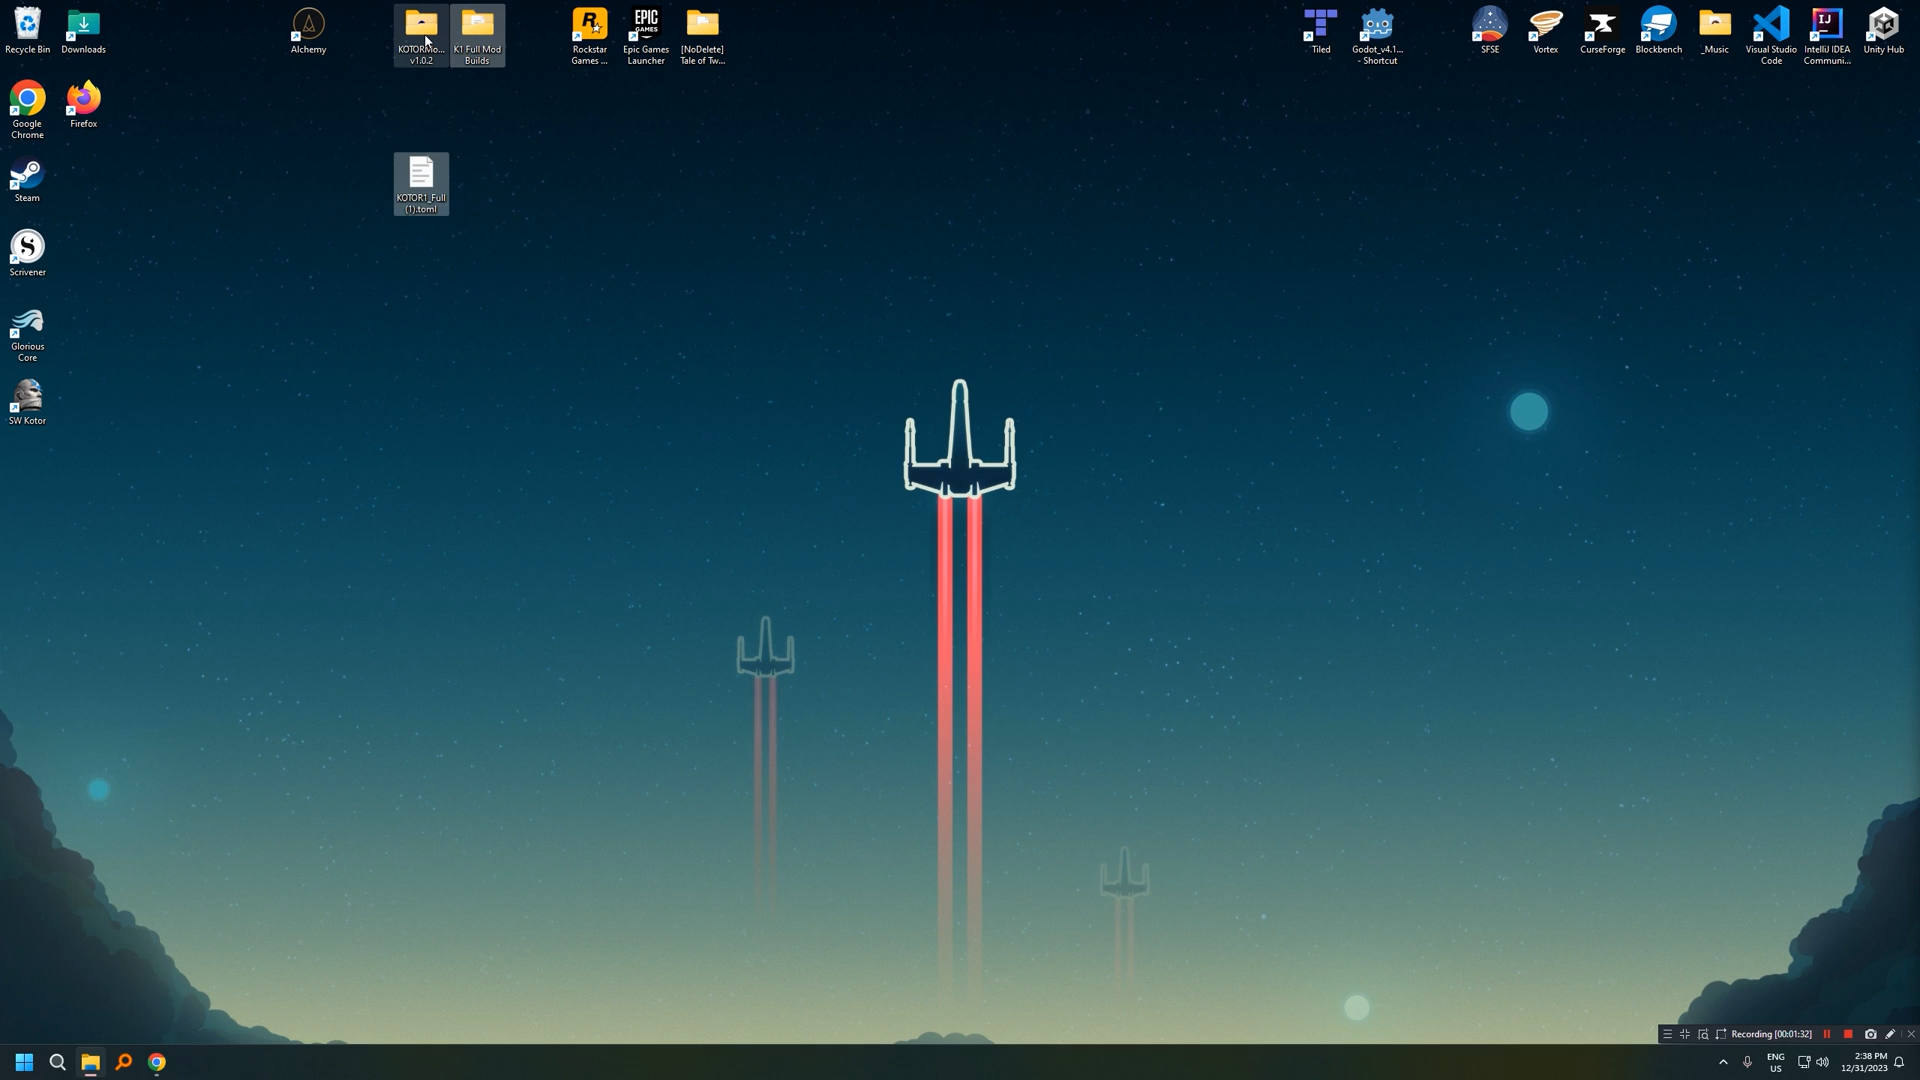 Recycle Bin
Downloads
Alchemy
KOTORMo...
v1.0.2
K1 Full Mod
Builds
R
Rockstar
Games ...
EPIC
GAMES
Epic Games
Launcher
[NoDelete]
Tale of Tw...
Tiled
Godot_v4.1...
- Shortcut
SFSE
Vortex
CurseForge
Blockbench
_Music
Visual Studio
Code
IJ
IntelliJ IDEA
Communi...
Unity Hub
Google
Chrome
Firefox
Steam
KOTOR1_Full
(1).toml
S
Scrivener
Glorious
Core
SW Kotor
Recording [00:01:32]
ENG
US
2:38 PM
12/31/2023